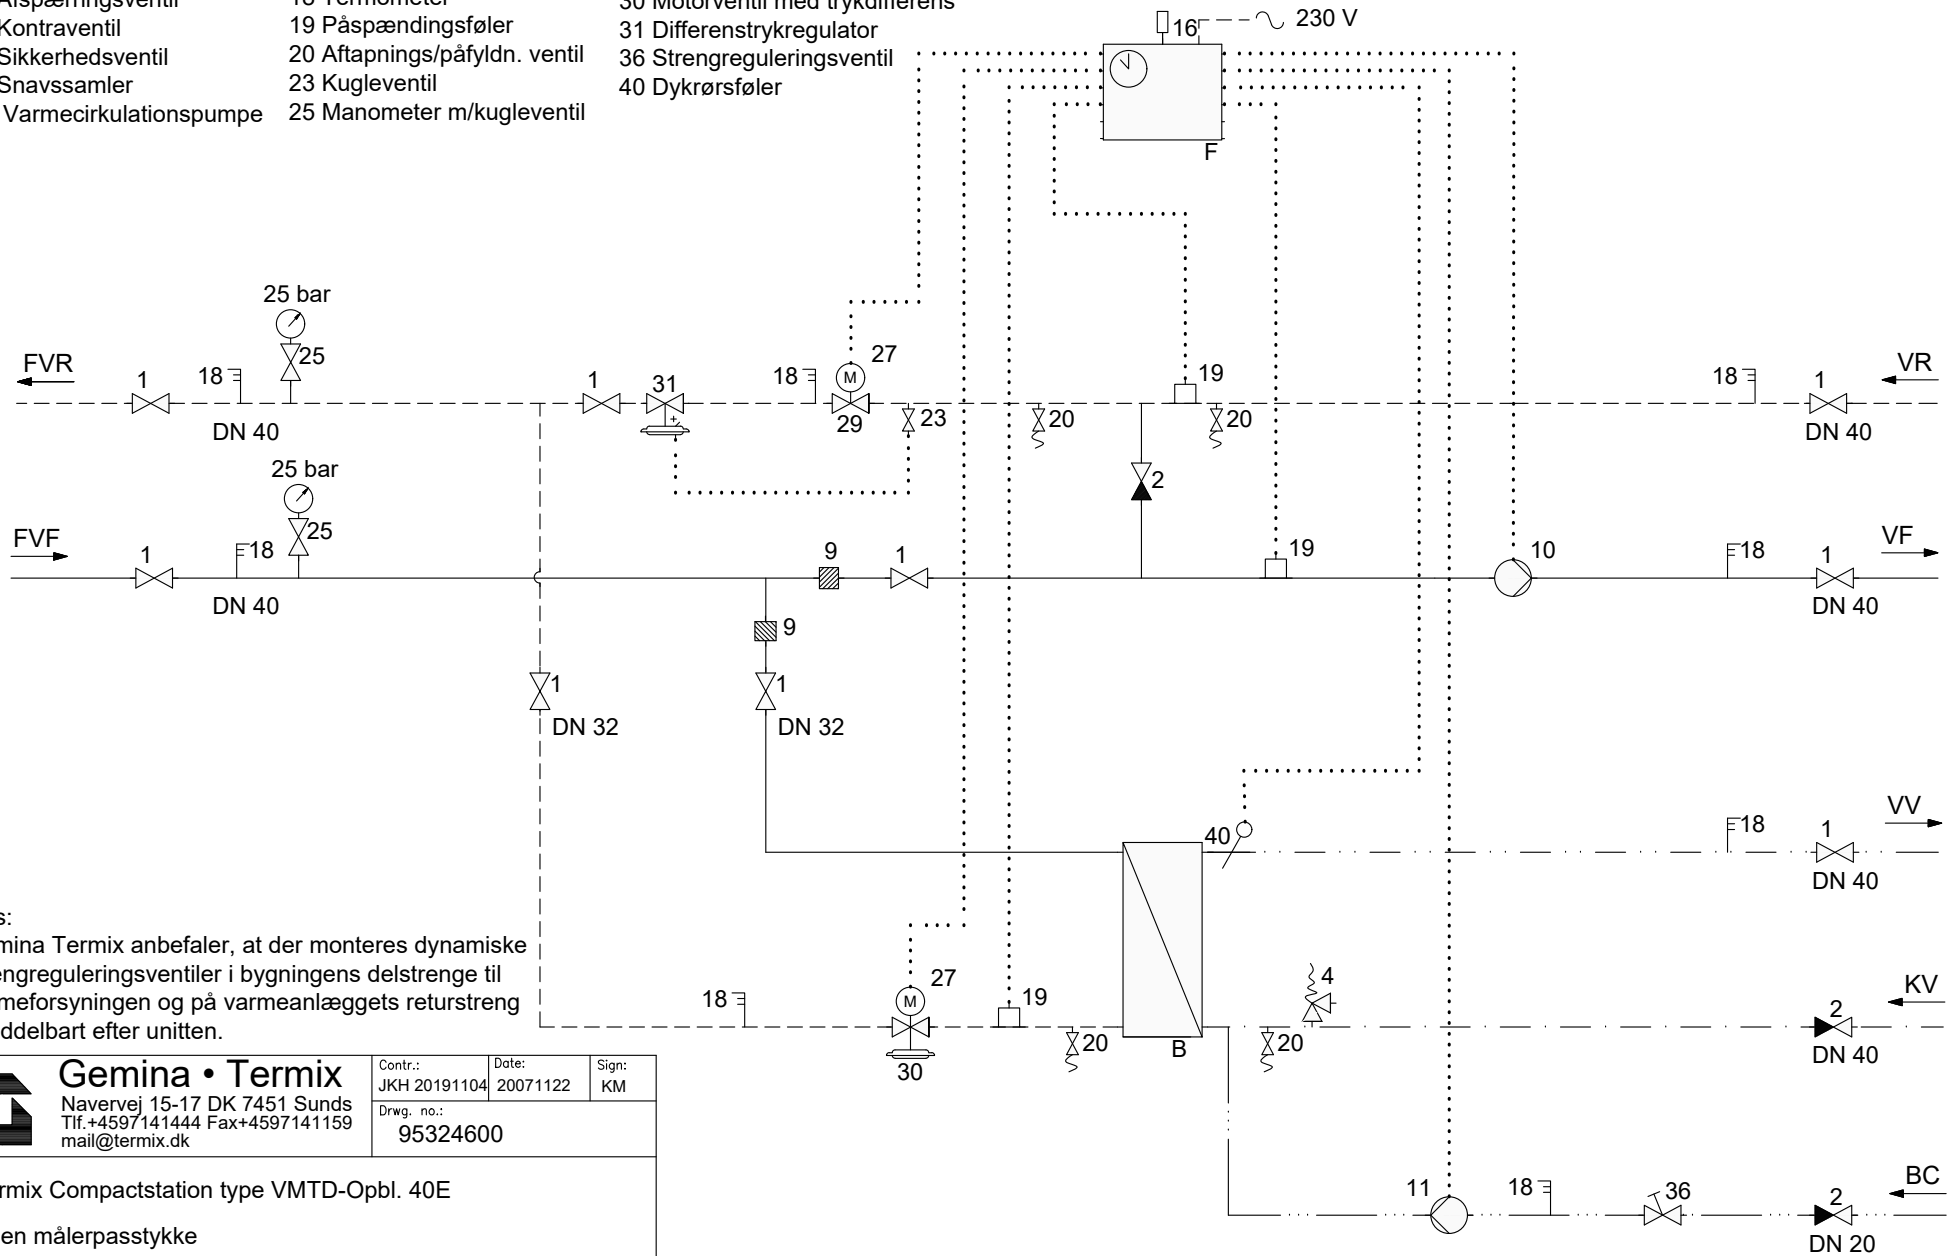 Kontraventil
Sikkerhedsventil
Snavssamler
Varmecirkulationspumpe
18 Termometer
19 Påspændingsføler
20 Aftapnings/påfyldn. ventil
23 Kugleventil
25 Manometer m/kugleventil
30 Motorventil med trykdifferens
31 Differenstrykregulator
36 Strengreguleringsventil
40 Dykrørsføler
16
230 V
F
25 bar
25
FVR
1
18
DN 40
1
31
18
27
M
29
23
20
19
20
18
1
VR
DN 40
25 bar
25
FVF
1
18
DN 40
9
1
2
19
10
18
1
VF
DN 40
9
1
DN 32
1
DN 32
40
18
1
VV
DN 40
s:
mina Termix anbefaler, at der monteres dynamiske
engreguleringsventiler i bygningens delstrenge til
meforsyningen og på varmeanlæggets returstreng
ddelbart efter unitten.
18
27
M
30
19
20
B
20
4
2
KV
DN 40
11
18
36
2
BC
DN 20
Gemina • Termix
Navervej 15-17 DK 7451 Sunds
Tlf.+4597141444 Fax+4597141159
mail@termix.dk
Contr.:
JKH 20191104
Date:
20071122
Sign:
KM
Drwg. no.:
95324600
rmix Compactstation type VMTD-Opbl. 40E
en målerpasstykke